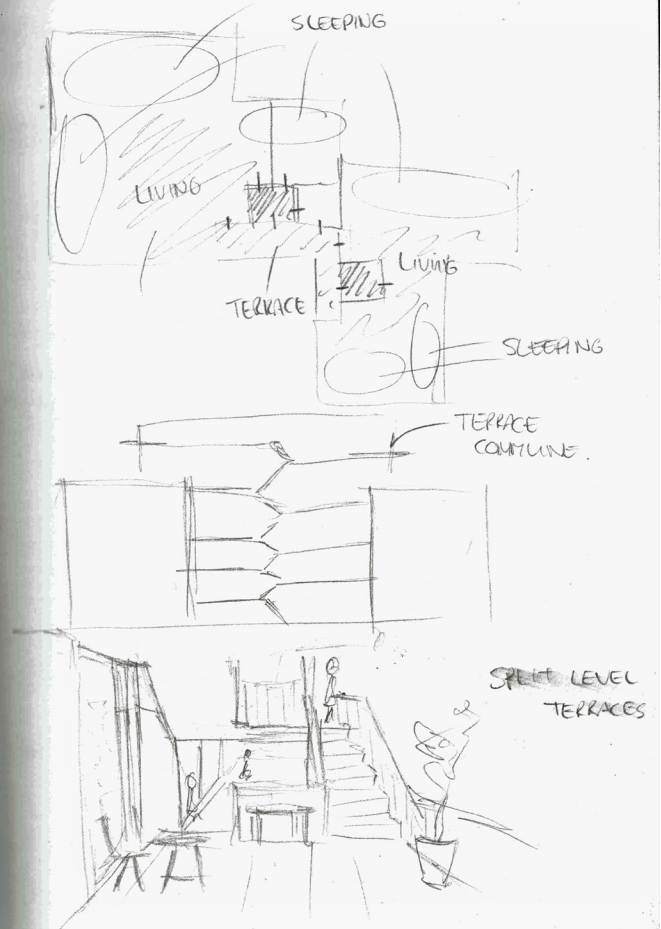 SLEEPING
LIVING
LIVING
TERRACE
SLEEPING
TERRACE
COMMUNE.
SPLIT LEVEL
TERRACES